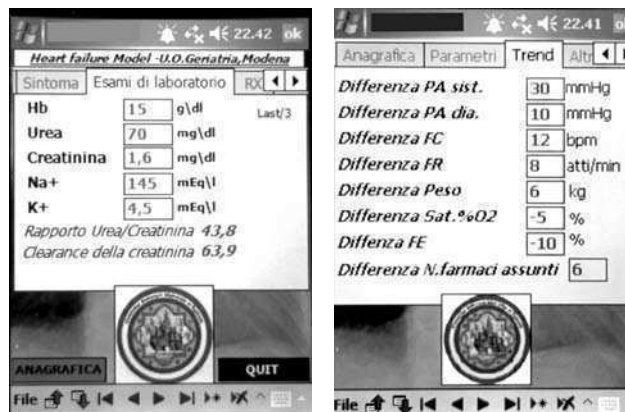 22.42 ok
Heart failure Model -U.O.Geriatria,Modena
Sintoma Esami di laboratorio RX
Hb 15 g\dl Last/3
Urea 70 mg\dl
Creatinina 1,6 mg\dl
Na+ 145 mEq\l
K+ 4,5 mEq\l
Rapporto Urea/Creatinina 43,8
Clearance della creatinina 63,9
ANAGRAFICA QUIT
File
22.41 ok
Anagrafica Parametri Trend Altr
Differenza PA sist. 30 mmHg
Differenza PA dia. 10 mmHg
Differenza FC 12 bpm
Differenza FR 8 atti/min
Differenza Peso 6 kg
Differenza Sat.%O2 -5 %
Diffenza FE -10 %
Differenza N.farmaci assunti 6
File